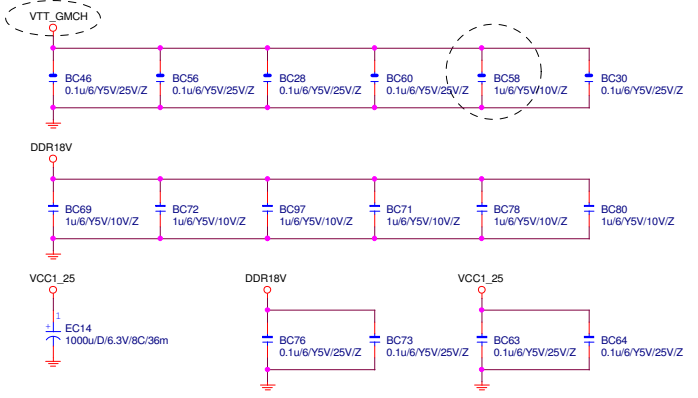 VTT_GMCH
BC46
0.1u/6/Y5V/25V/Z
BC56
0.1u/6/Y5V/25V/Z
BC28
0.1u/6/Y5V/25V/Z
BC60
0.1u/6/Y5V/25V/Z
BC58
1u/6/Y5V/10V/Z
BC30
0.1u/6/Y5V/25V/Z
DDR18V
BC69
1u/6/Y5V/10V/Z
BC72
1u/6/Y5V/10V/Z
BC97
1u/6/Y5V/10V/Z
BC71
1u/6/Y5V/10V/Z
BC78
1u/6/Y5V/10V/Z
BC80
1u/6/Y5V/10V/Z
VCC1_25
1
+
EC14
1000u/D/6.3V/8C/36m
DDR18V
BC76
0.1u/6/Y5V/25V/Z
BC73
0.1u/6/Y5V/25V/Z
VCC1_25
BC63
0.1u/6/Y5V/25V/Z
BC64
0.1u/6/Y5V/25V/Z